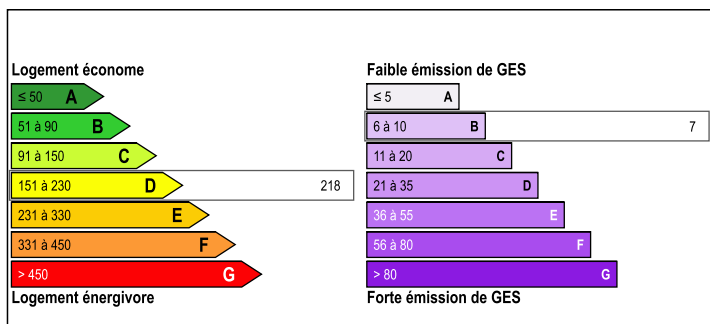 Logement économe
≤ 50 A
51 à 90 B
91 à 150 C
151 à 230 D 218
231 à 330 E
331 à 450 F
> 450 G
Logement énergivore
Faible émission de GES
≤ 5 A
6 à 10 B 7
11 à 20 C
21 à 35 D
36 à 55 E
56 à 80 F
> 80 G
Forte émission de GES